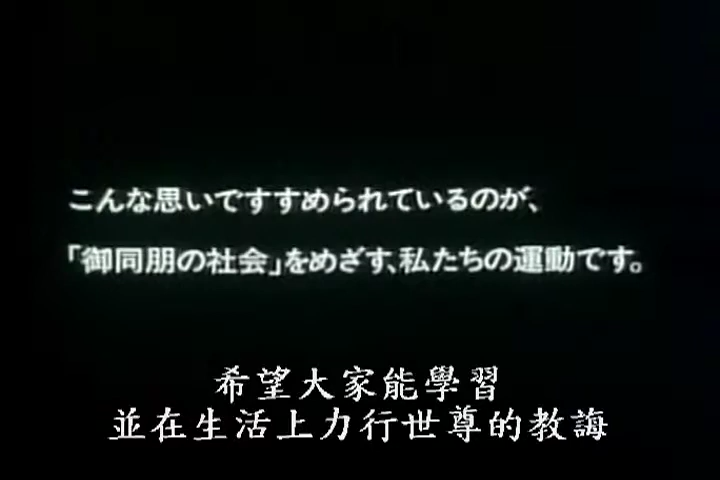 こんな思いですすめられているのが、
「御同朋の社会」をめざす、私たちの運動です。
希望大家能學習
並在生活上力行世尊的教誨